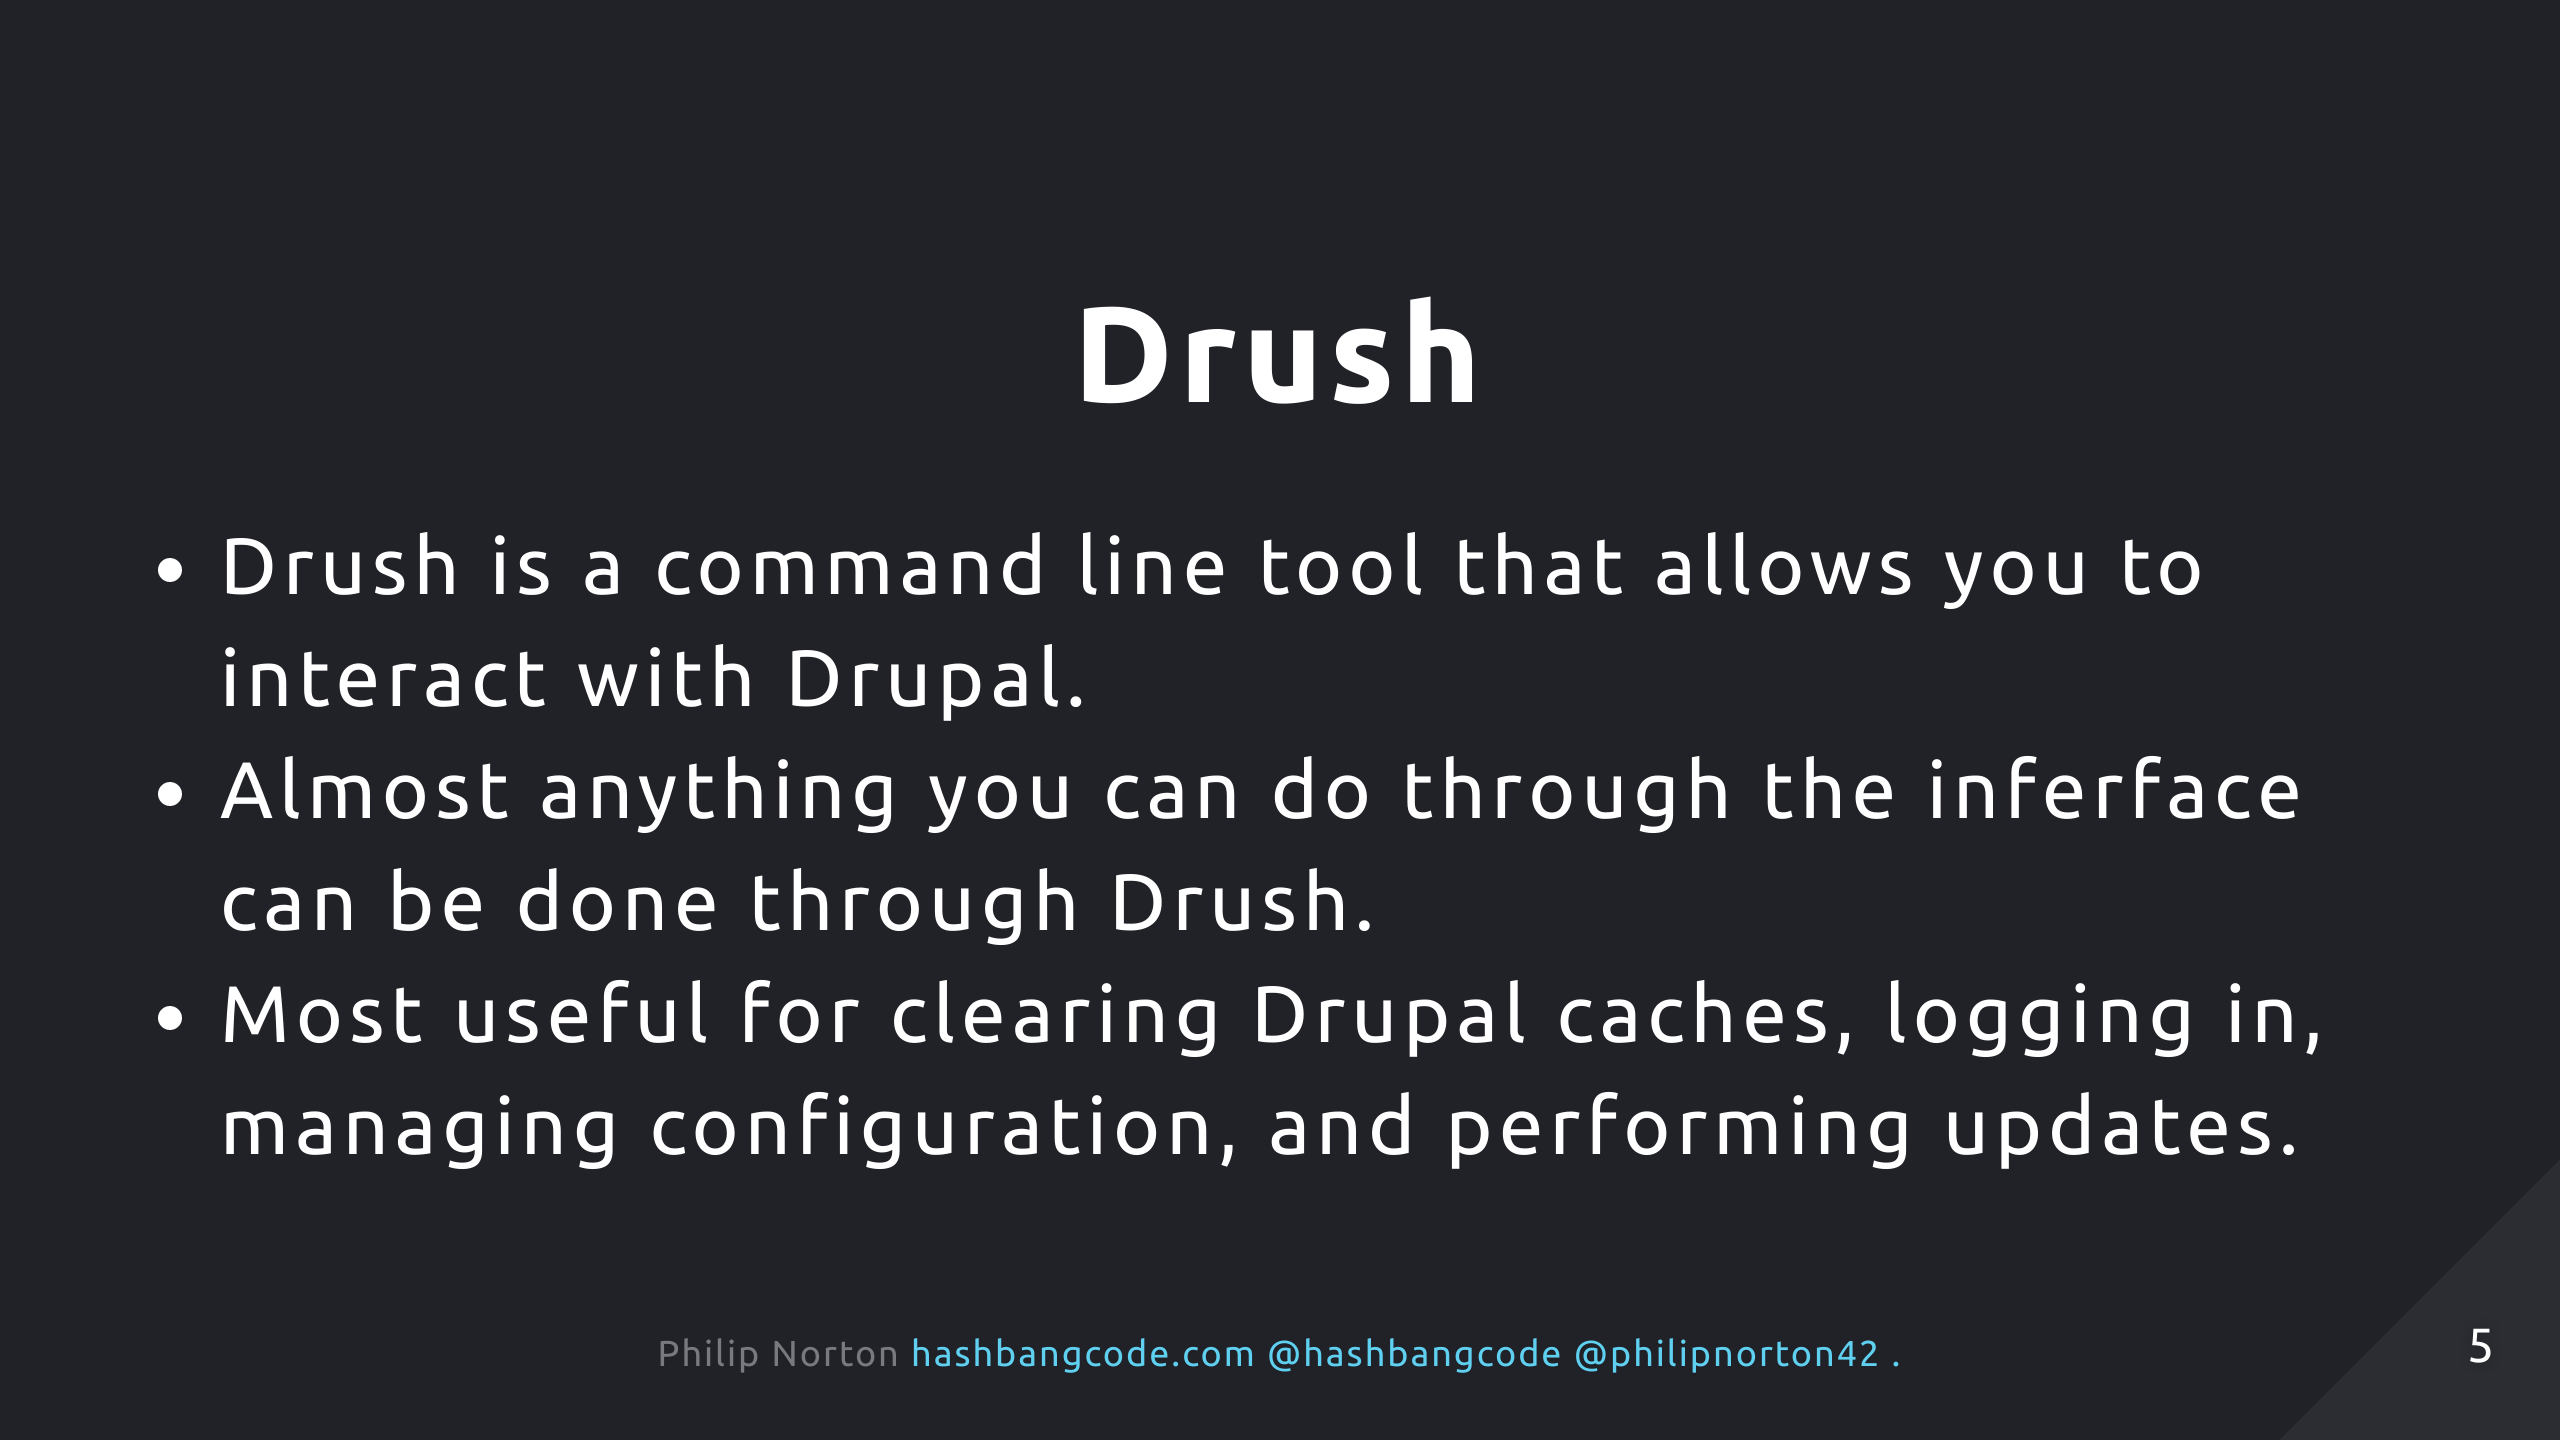 Drush
• Drush is a command line tool that allows you to
interact with Drupal.
• Almost anything you can do through the inferface
can be done through Drush.
• Most useful for clearing Drupal caches, logging in,
managing configuration, and performing updates.
Philip Norton hashbangcode.com @hashbangcode @philipnorton42 .
5